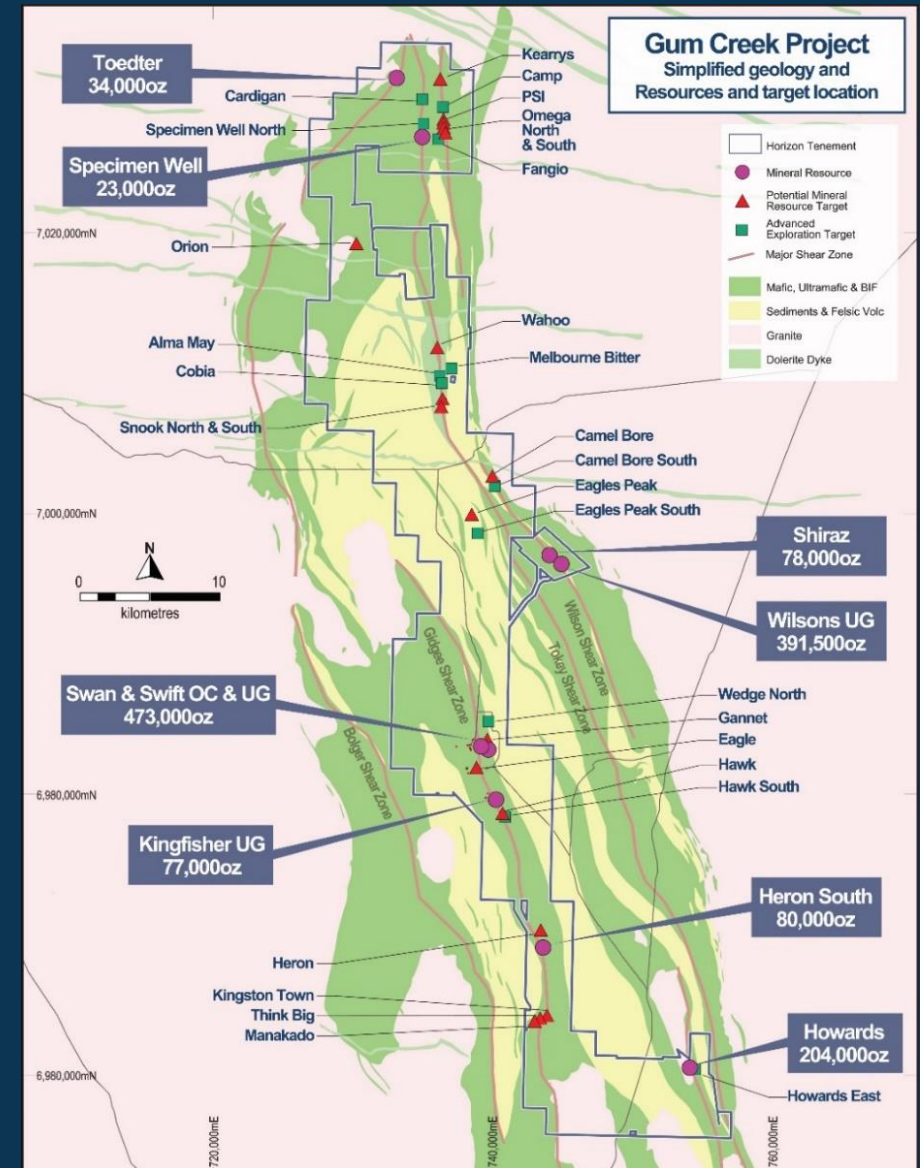 Gum Creek Project
Simplified geology and
Resources and target location
Horizon Tenement
Mineral Resource
Potential Mineral
Resource Target
Advanced
Exploration Target
Major Shear Zone
Mafic, Ultramafic & BIF
Sediments & Felsic Volc
Granite
Dolerite Dyke
Toedter
34,000oz
Cardigan
Specimen Well North
Specimen Well
23,000oz
Kearrys
Camp
PSI
Omega
North
& South
Fangio
7,020,000mN
Orion
Wahoo
Alma May
Melbourne Bitter
Cobia
Snook North & South
Camel Bore
Camel Bore South
Eagles Peak
Eagles Peak South
7,000,000mN
N
0 10
kilometres
Shiraz
78,000oz
Wilsons UG
391,500oz
Wilson Shear Zone
Tokay Shear Zone
Gidgee Shear Zone
Bolger Shear Zone
Swan & Swift OC & UG
473,000oz
Wedge North
Gannet
Eagle
Hawk
Hawk South
6,980,000mN
Kingfisher UG
77,000oz
Heron South
80,000oz
Heron
Kingston Town
Think Big
Manakado
Howards
204,000oz
Howards East
6,980,000mN
720,000mE
740,000mE
760,000mE